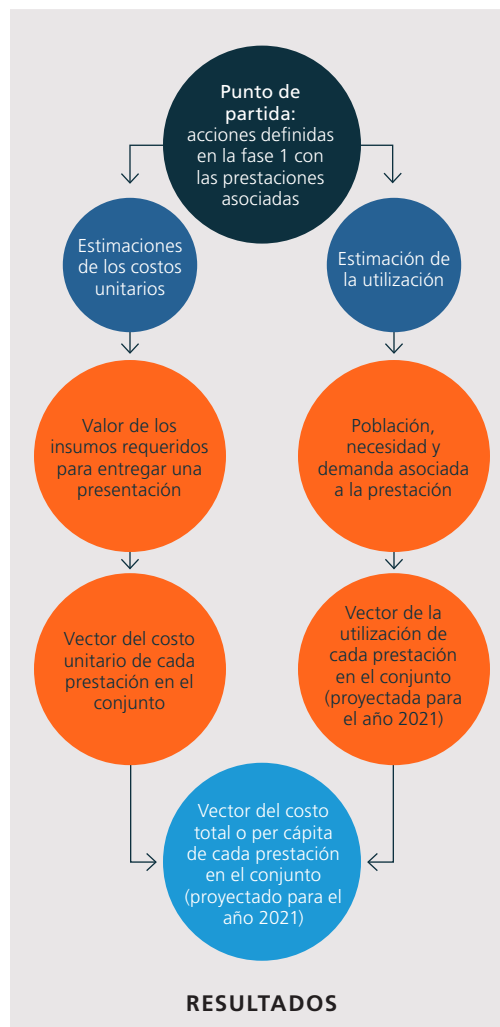 Punto de
partida:
acciones definidas
en la fase 1 con
las prestaciones
asociadas
Estimaciones
de los costos
unitarios
Estimación de
la utilización
Valor de los
insumos requeridos
para entregar una
presentación
Población,
necesidad y
demanda asociada
a la prestación
Vector del costo
unitario de cada
prestación en el
conjunto
Vector de la
utilización de
cada prestación
en el conjunto
(proyectada para
el año 2021)
Vector del costo
total o per cápita
de cada prestación
en el conjunto
(proyectado para el
año 2021)
RESULTADOS